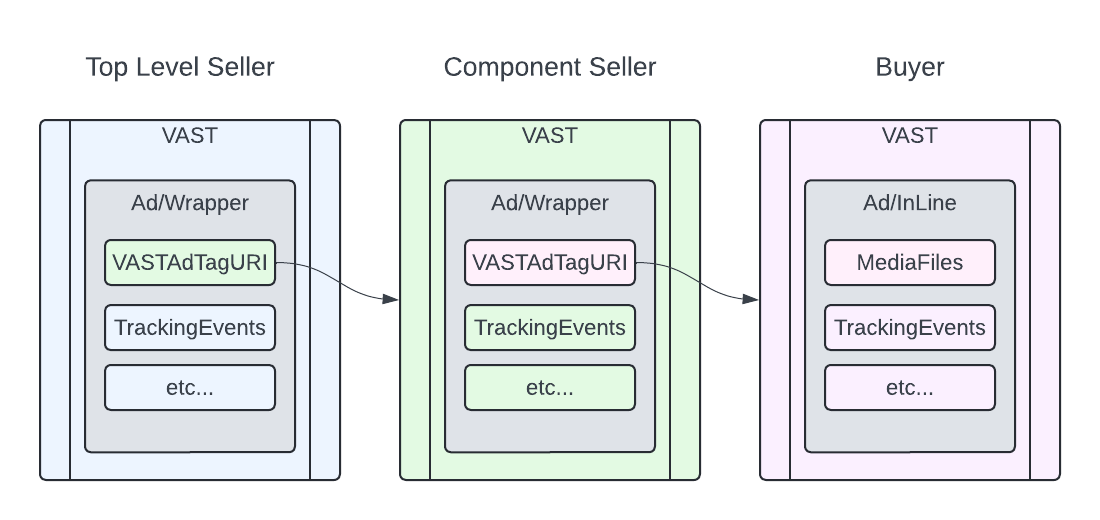 Top Level Seller
Component Seller
Buyer
VAST
Ad/Wrapper
VASTAdTagURI
TrackingEvents
etc...
VAST
Ad/Wrapper
VASTAdTagURI
TrackingEvents
etc...
VAST
Ad/InLine
MediaFiles
TrackingEvents
etc...